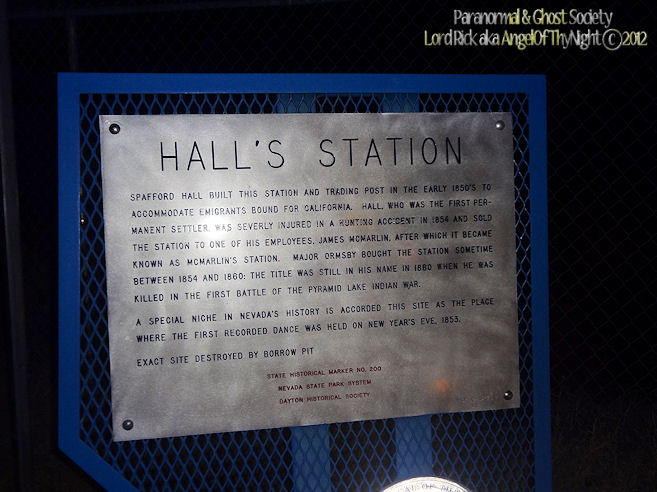 Paranormal & Ghost Society
Lord Rick aka AngelOfThyNight © 2012
HALL'S STATION
SPAFFORD HALL BUILT THIS STATION AND TRADING POST IN THE EARLY 1850'S TO
ACCOMMODATE EMIGRANTS BOUND FOR CALIFORNIA. HALL, WHO WAS THE FIRST PER-
MANENT SETTLER, WAS SEVERLY INJURED IN A HUNTING ACCIDENT IN 1854 AND SOLD
THE STATION TO ONE OF HIS EMPLOYEES, JAMES MCMARLIN, AFTER WHICH IT BECAME
KNOWN AS MCMARLIN'S STATION. MAJOR ORMSBY BOUGHT THE STATION SOMETIME
BETWEEN 1854 AND 1860; THE TITLE WAS STILL IN HIS NAME IN 1860 WHEN HE WAS
KILLED IN THE FIRST BATTLE OF THE PYRAMID LAKE INDIAN WAR.
A SPECIAL NICHE IN NEVADA'S HISTORY IS ACCORDED THIS SITE AS THE PLACE
WHERE THE FIRST RECORDED DANCE WAS HELD ON NEW YEAR'S EVE, 1853.
EXACT SITE DESTROYED BY BORROW PIT
STATE HISTORICAL MARKER NO. 200
NEVADA STATE PARK SYSTEM
DAYTON HISTORICAL SOCIETY